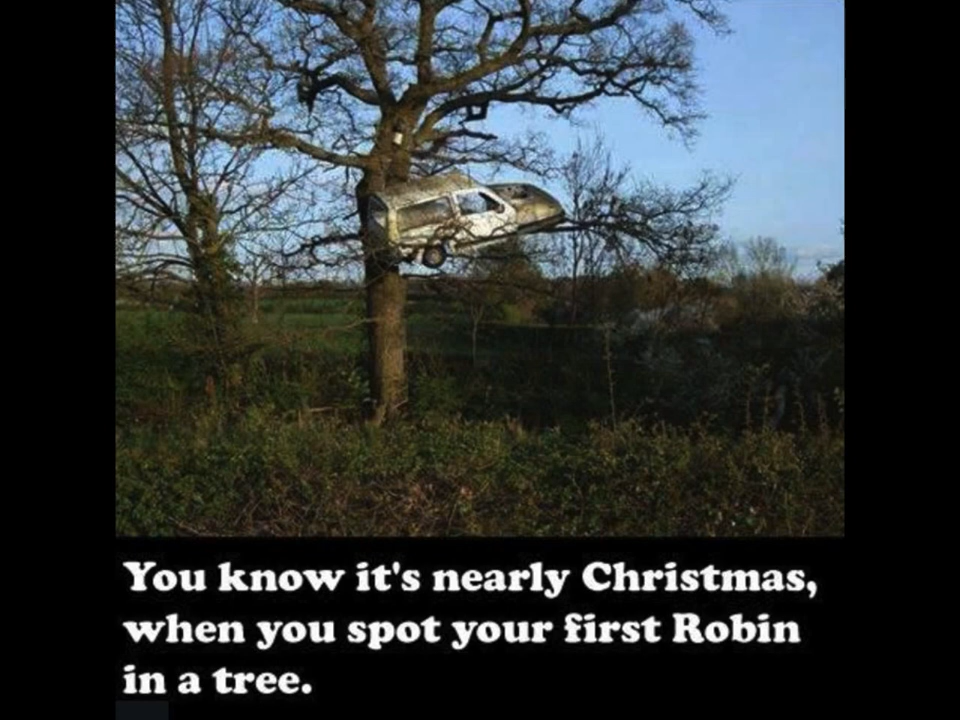 You know it's nearly Christmas,
when you spot your first Robin
in a tree.